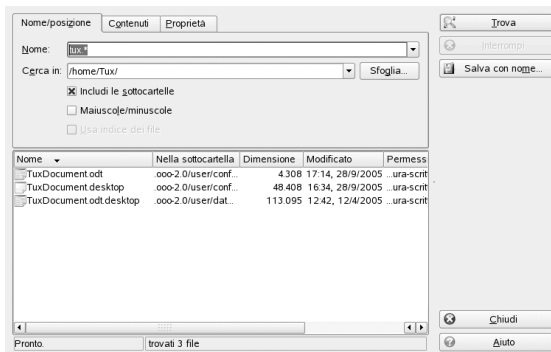 Nome/posizione Contenuti Proprietà
Nome: tux*
Cerca in: /home/Tux/ Sfoglia...
Includi le sottocartelle
Maiuscole/minuscole
Usa indice dei file
Nome Nella sottocartella Dimensione Modificato Permess
TuxDocument.odt .ooo-2.0/user/conf... 4.308 17:14, 28/9/2005 ...ura-scrit
TuxDocument.desktop .ooo-2.0/user/conf... 48.408 16:34, 28/9/2005 ...ura-scrit
TuxDocument.odt.desktop .ooo-2.0/user/dat... 113.095 12:42, 12/4/2005 ...ura-scrit
Pronto. trovati 3 file
Trova
Interrompi
Salva con nome...
Chiudi
Aiuto